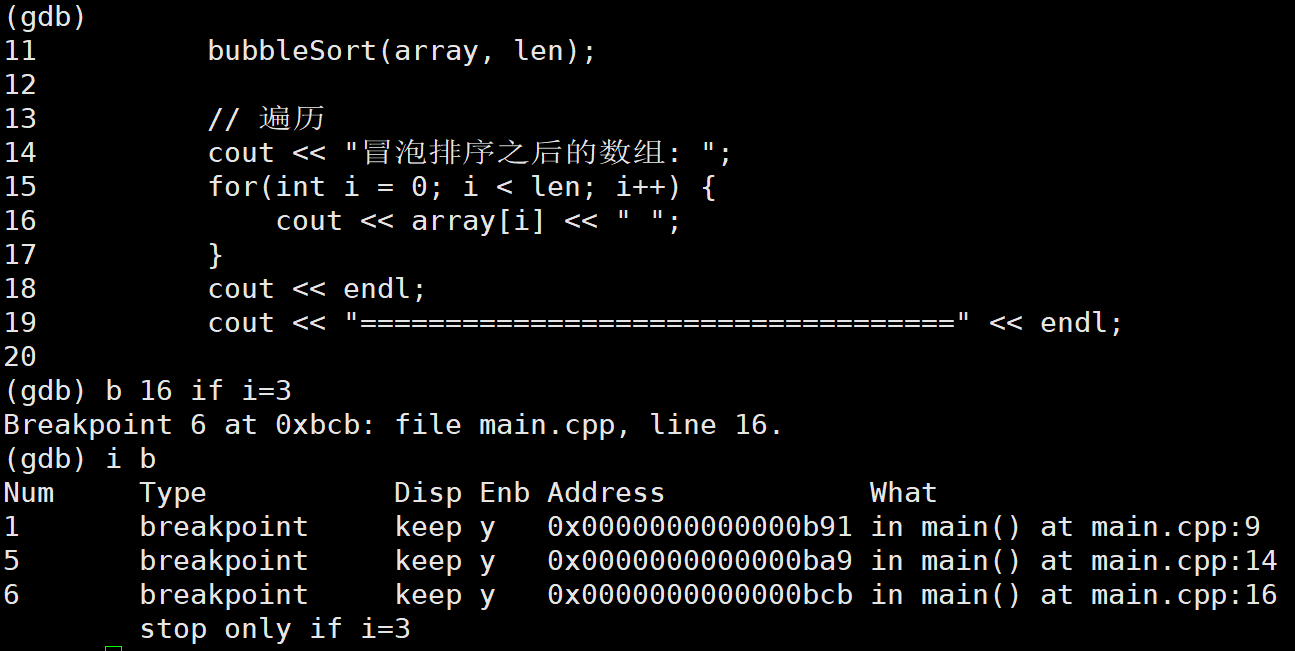 (gdb)
11          bubbleSort(array, len);
12
13          // 遍历
14          cout << "冒泡排序之后的数组: ";
15          for(int i = 0; i < len; i++) {
16              cout << array[i] << " ";
17          }
18          cout << endl;
19          cout << "===================================" << endl;
20
(gdb) b 16 if i=3
Breakpoint 6 at 0xbcb: file main.cpp, line 16.
(gdb) i b
Num     Type           Disp Enb Address            What
1       breakpoint     keep y   0x0000000000000b91 in main() at main.cpp:9
5       breakpoint     keep y   0x0000000000000ba9 in main() at main.cpp:14
6       breakpoint     keep y   0x0000000000000bcb in main() at main.cpp:16
        stop only if i=3